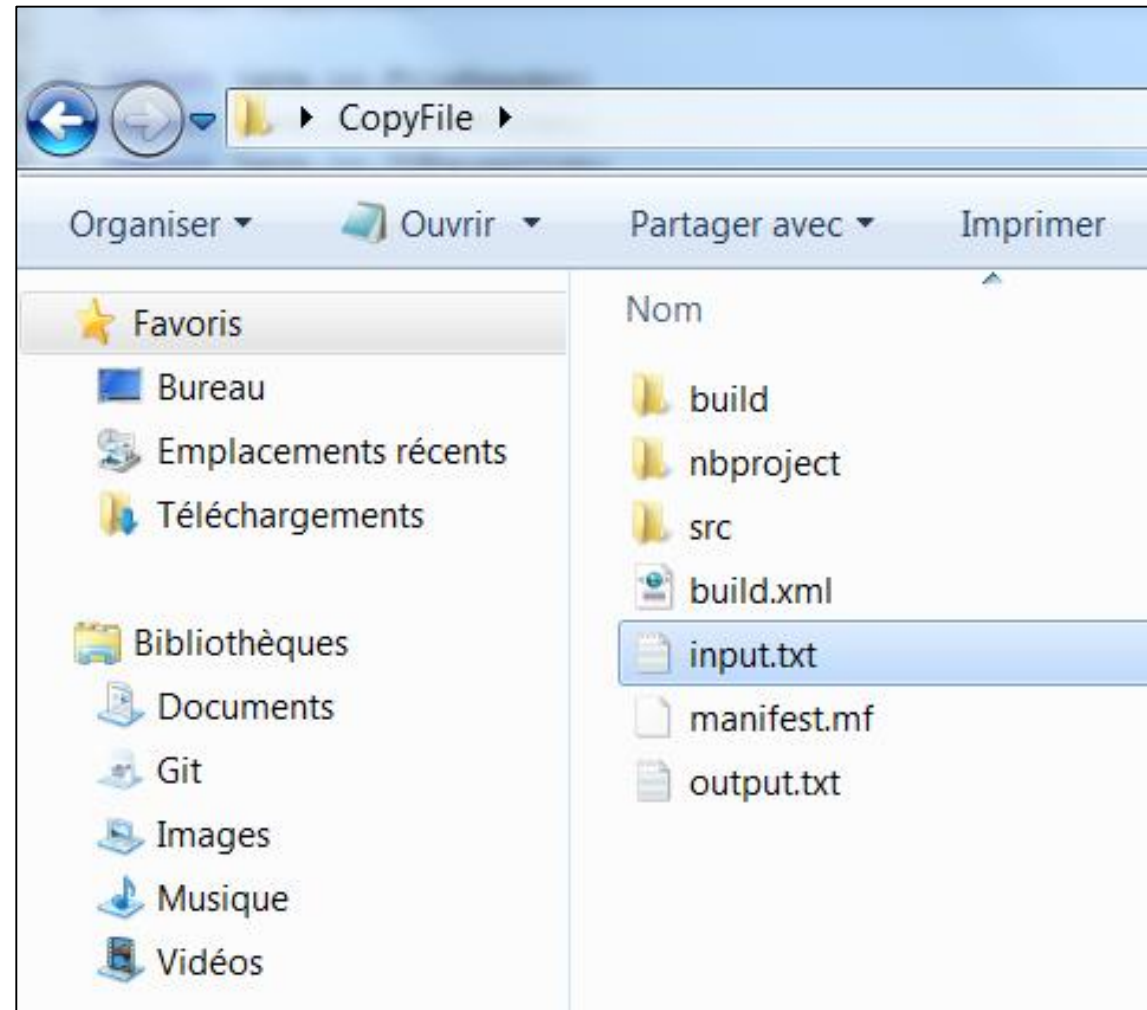 CopyFile
Organiser Ouvrir Partager avec Imprimer
Favoris
Bureau
Emplacements récents
Téléchargements
Bibliothèques
Documents
Git
Images
Musique
Vidéos
Nom
build
nbproject
src
build.xml
input.txt
manifest.mf
output.txt